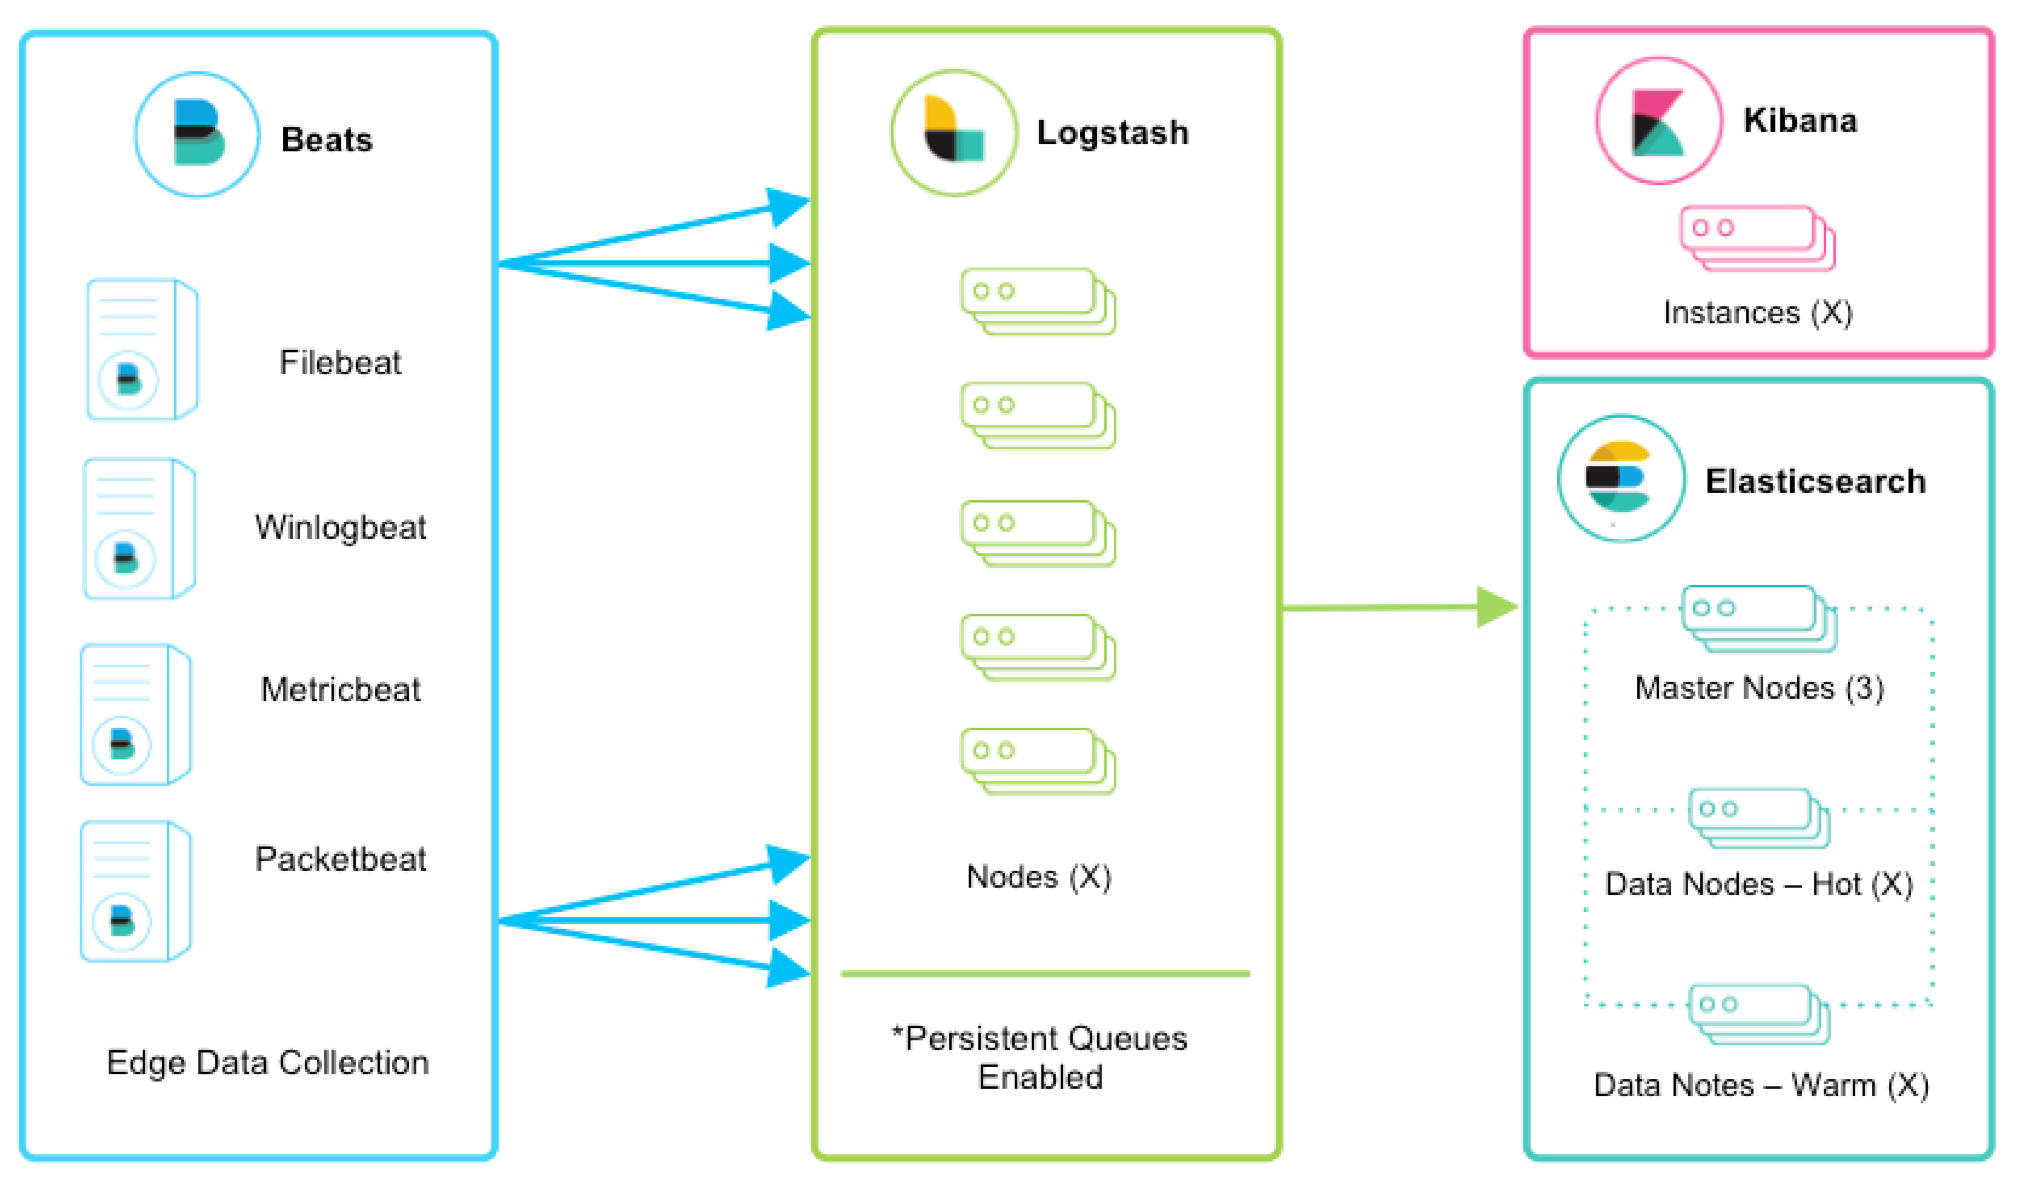 Beats
Filebeat
Winlogbeat
Metricbeat
Packetbeat
Edge Data Collection
Logstash
Nodes (X)
*Persistent Queues
Enabled
Kibana
Instances (X)
Elasticsearch
Master Nodes (3)
Data Nodes – Hot (X)
Data Notes – Warm (X)